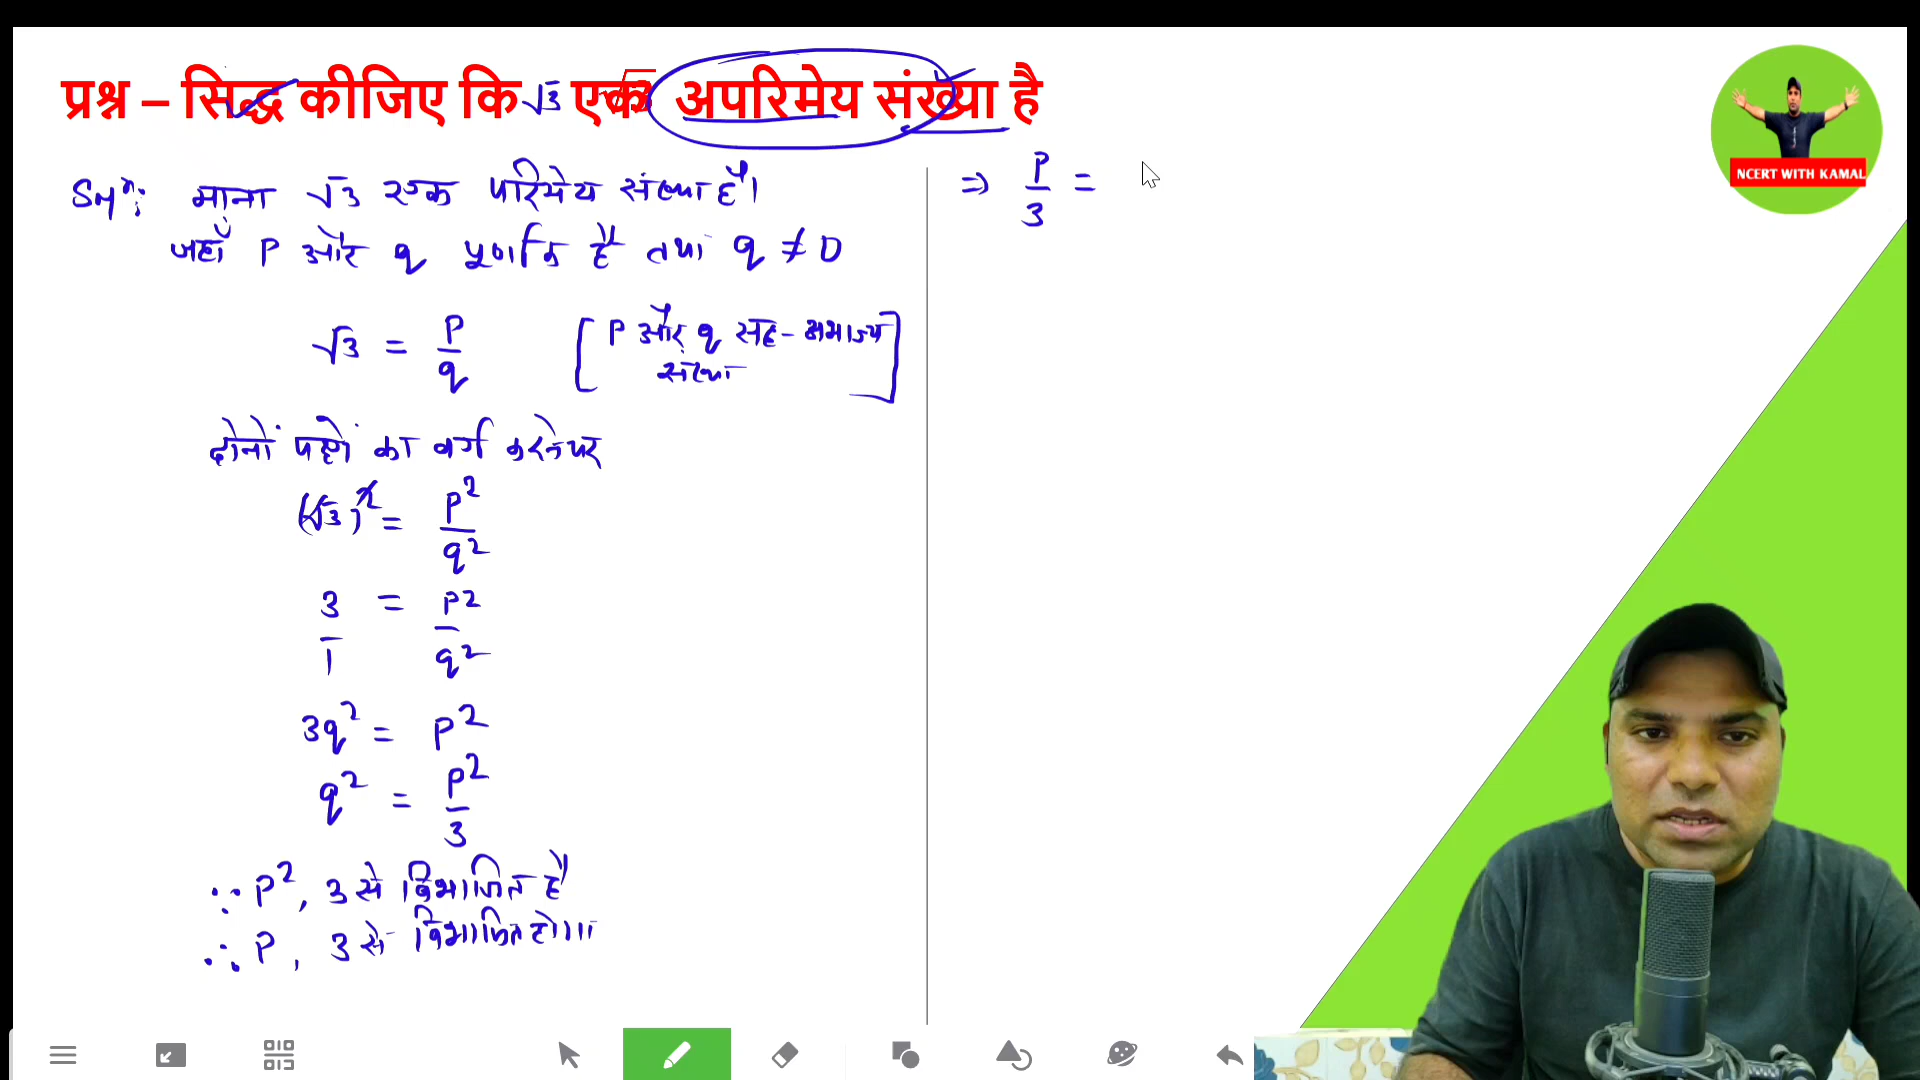 प्रश्न – सिद्ध कीजिए कि √3 एक अपरिमेय संख्या है
Solⁿ: माना √3 एक परिमेय संख्या है।
जहाँ P और q पूर्णांक है तथा q ≠ 0
√3 = P/q [P और q सह-अभाज्य संख्या]
दोनों पक्षों का वर्ग करने पर
(√3)² = P²/q²
3/1 = P²/q²
3q² = P²
q² = P²/3
∵ P², 3 से विभाजित है
∴ P, 3 से विभाजित होगा
⇒ P/3 =
NCERT WITH KAMAL